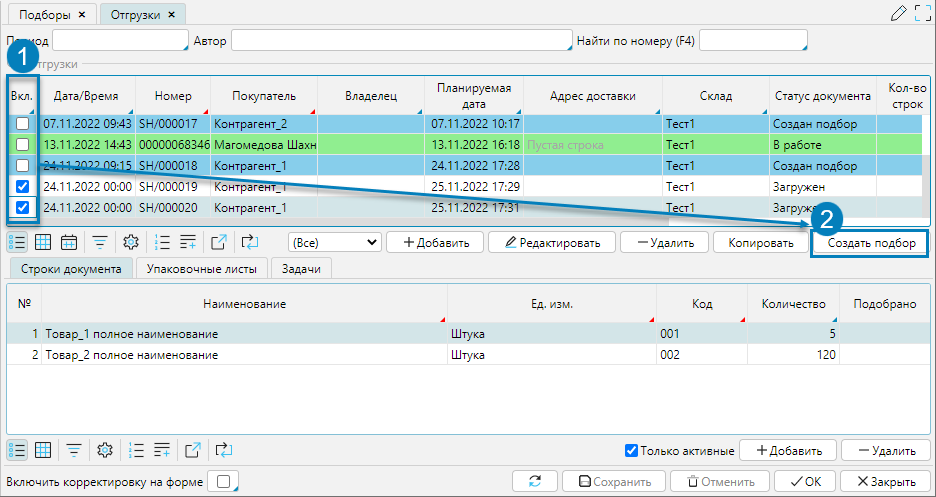 Подборы ×
Отгрузки ×
Период
Автор
Найти по номеру (F4)
1
Отгрузки
Вкл. Дата/Время Номер Покупатель Владелец Планируемая дата Адрес доставки Склад Статус документа Кол-во строк
07.11.2022 09:43 SH/000017 Контрагент_2 07.11.2022 10:17 Тест1 Создан подбор
13.11.2022 14:43 00000068346 Магомедова Шахн 13.11.2022 16:18 Пустая строка Тест1 В работе
24.11.2022 09:15 SH/000018 Контрагент_1 24.11.2022 17:28 Тест1 Создан подбор
24.11.2022 00:00 SH/000019 Контрагент_1 25.11.2022 17:29 Тест1 Загружен
24.11.2022 00:00 SH/000020 Контрагент_1 25.11.2022 17:31 Тест1 Загружен
2
(Все) + Добавить Редактировать — Удалить Копировать Создать подбор
Строки документа Упаковочные листы Задачи
№ Наименование Ед. изм. Код Количество Подобрано
1 Товар_1 полное наименование Штука 001 5
2 Товар_2 полное наименование Штука 002 120
Только активные + Добавить — Удалить
Включить корректировку на форме Сохранить Отменить OK Закрыть